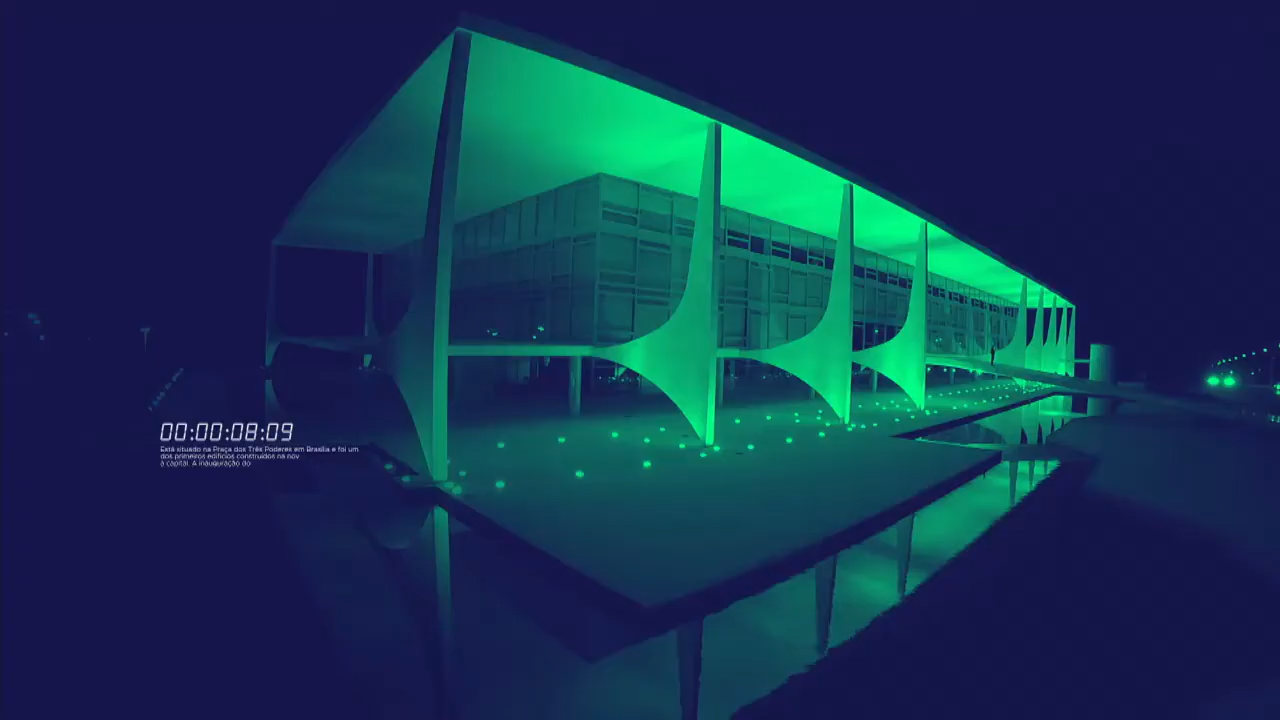 00:00:08:09
Está situado na Praça dos Três Poderes em Brasília e foi um
dos primeiros edifícios construídos na nov
a capital. A inauguração do